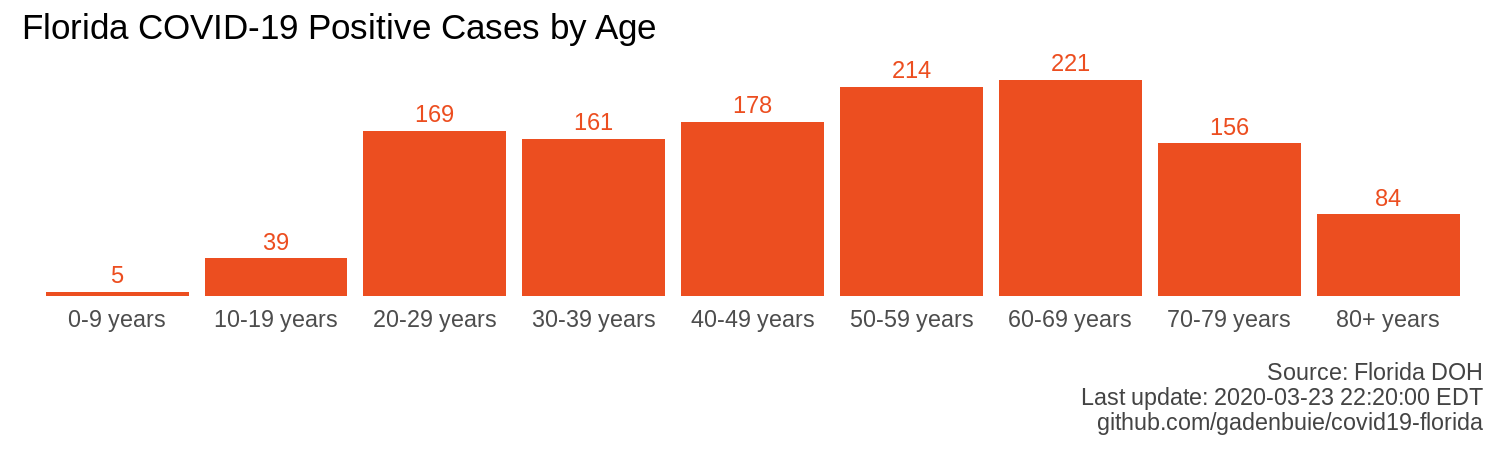 Florida COVID-19 Positive Cases by Age
5
39
169
161
178
214
221
156
84
0-9 years
10-19 years
20-29 years
30-39 years
40-49 years
50-59 years
60-69 years
70-79 years
80+ years
Source: Florida DOH
Last update: 2020-03-23 22:20:00 EDT
github.com/gadenbuie/covid19-florida